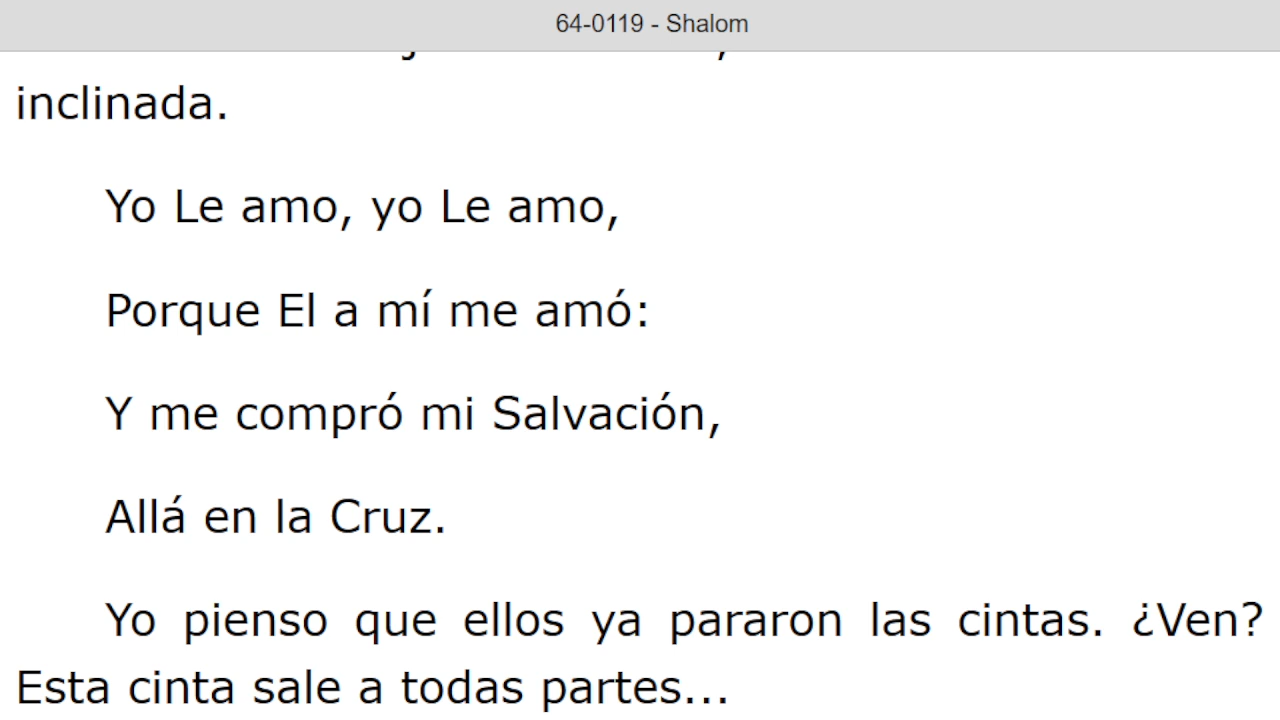 64-0119 - Shalom
inclinada.
Yo Le amo, yo Le amo,
Porque El a mí me amó:
Y me compró mi Salvación,
Allá en la Cruz.
Yo pienso que ellos ya pararon las cintas. ¿Ven?
Esta cinta sale a todas partes...